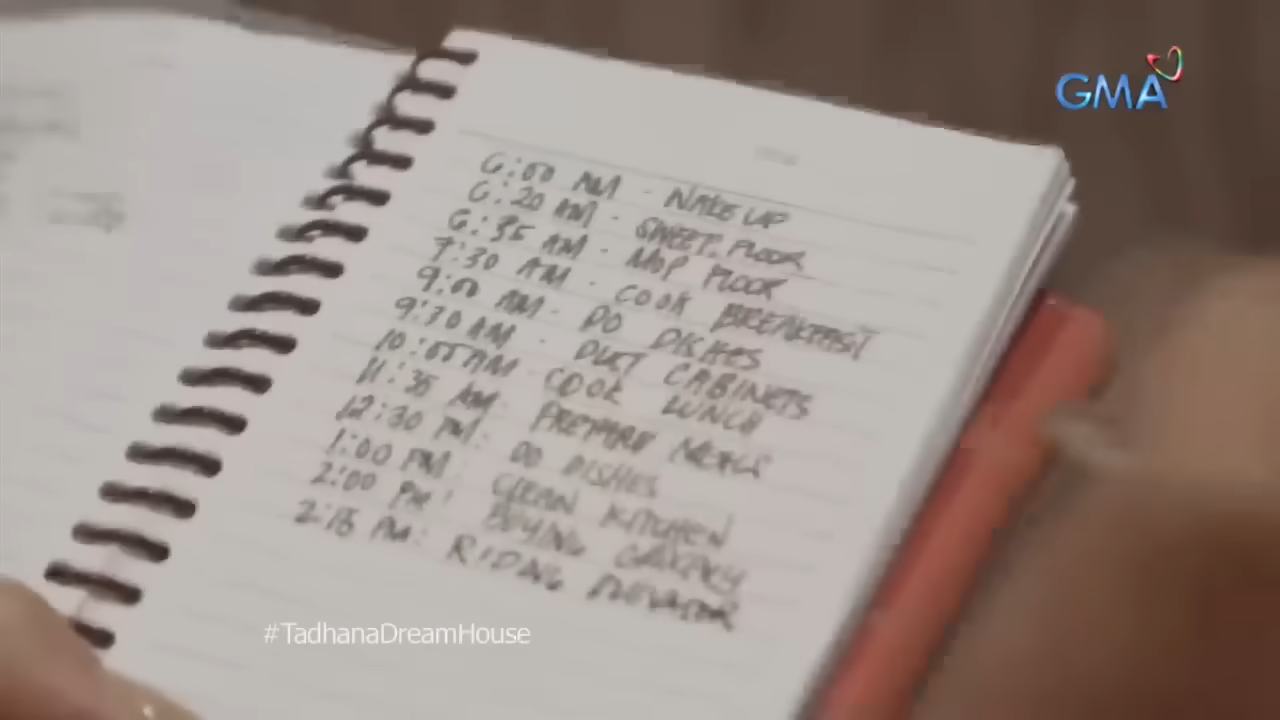 GMA
6:00 AM - WAKE UP
6:20 AM - SWEEP FLOOR
6:35 AM - MOP FLOOR
7:30 AM - COOK BREAKFAST
9:00 AM - DO DISHES
9:30 AM - DUST CABINETS
10:00 AM - COOK LUNCH
11:35 AM: PREPARE MEALS
12:30 PM: DO DISHES
1:00 PM: CLEAN KITCHEN
2:00 PM: BUYING GROCERY
2:15 PM: RIDING ELEVATOR
#TadhanaDreamHouse